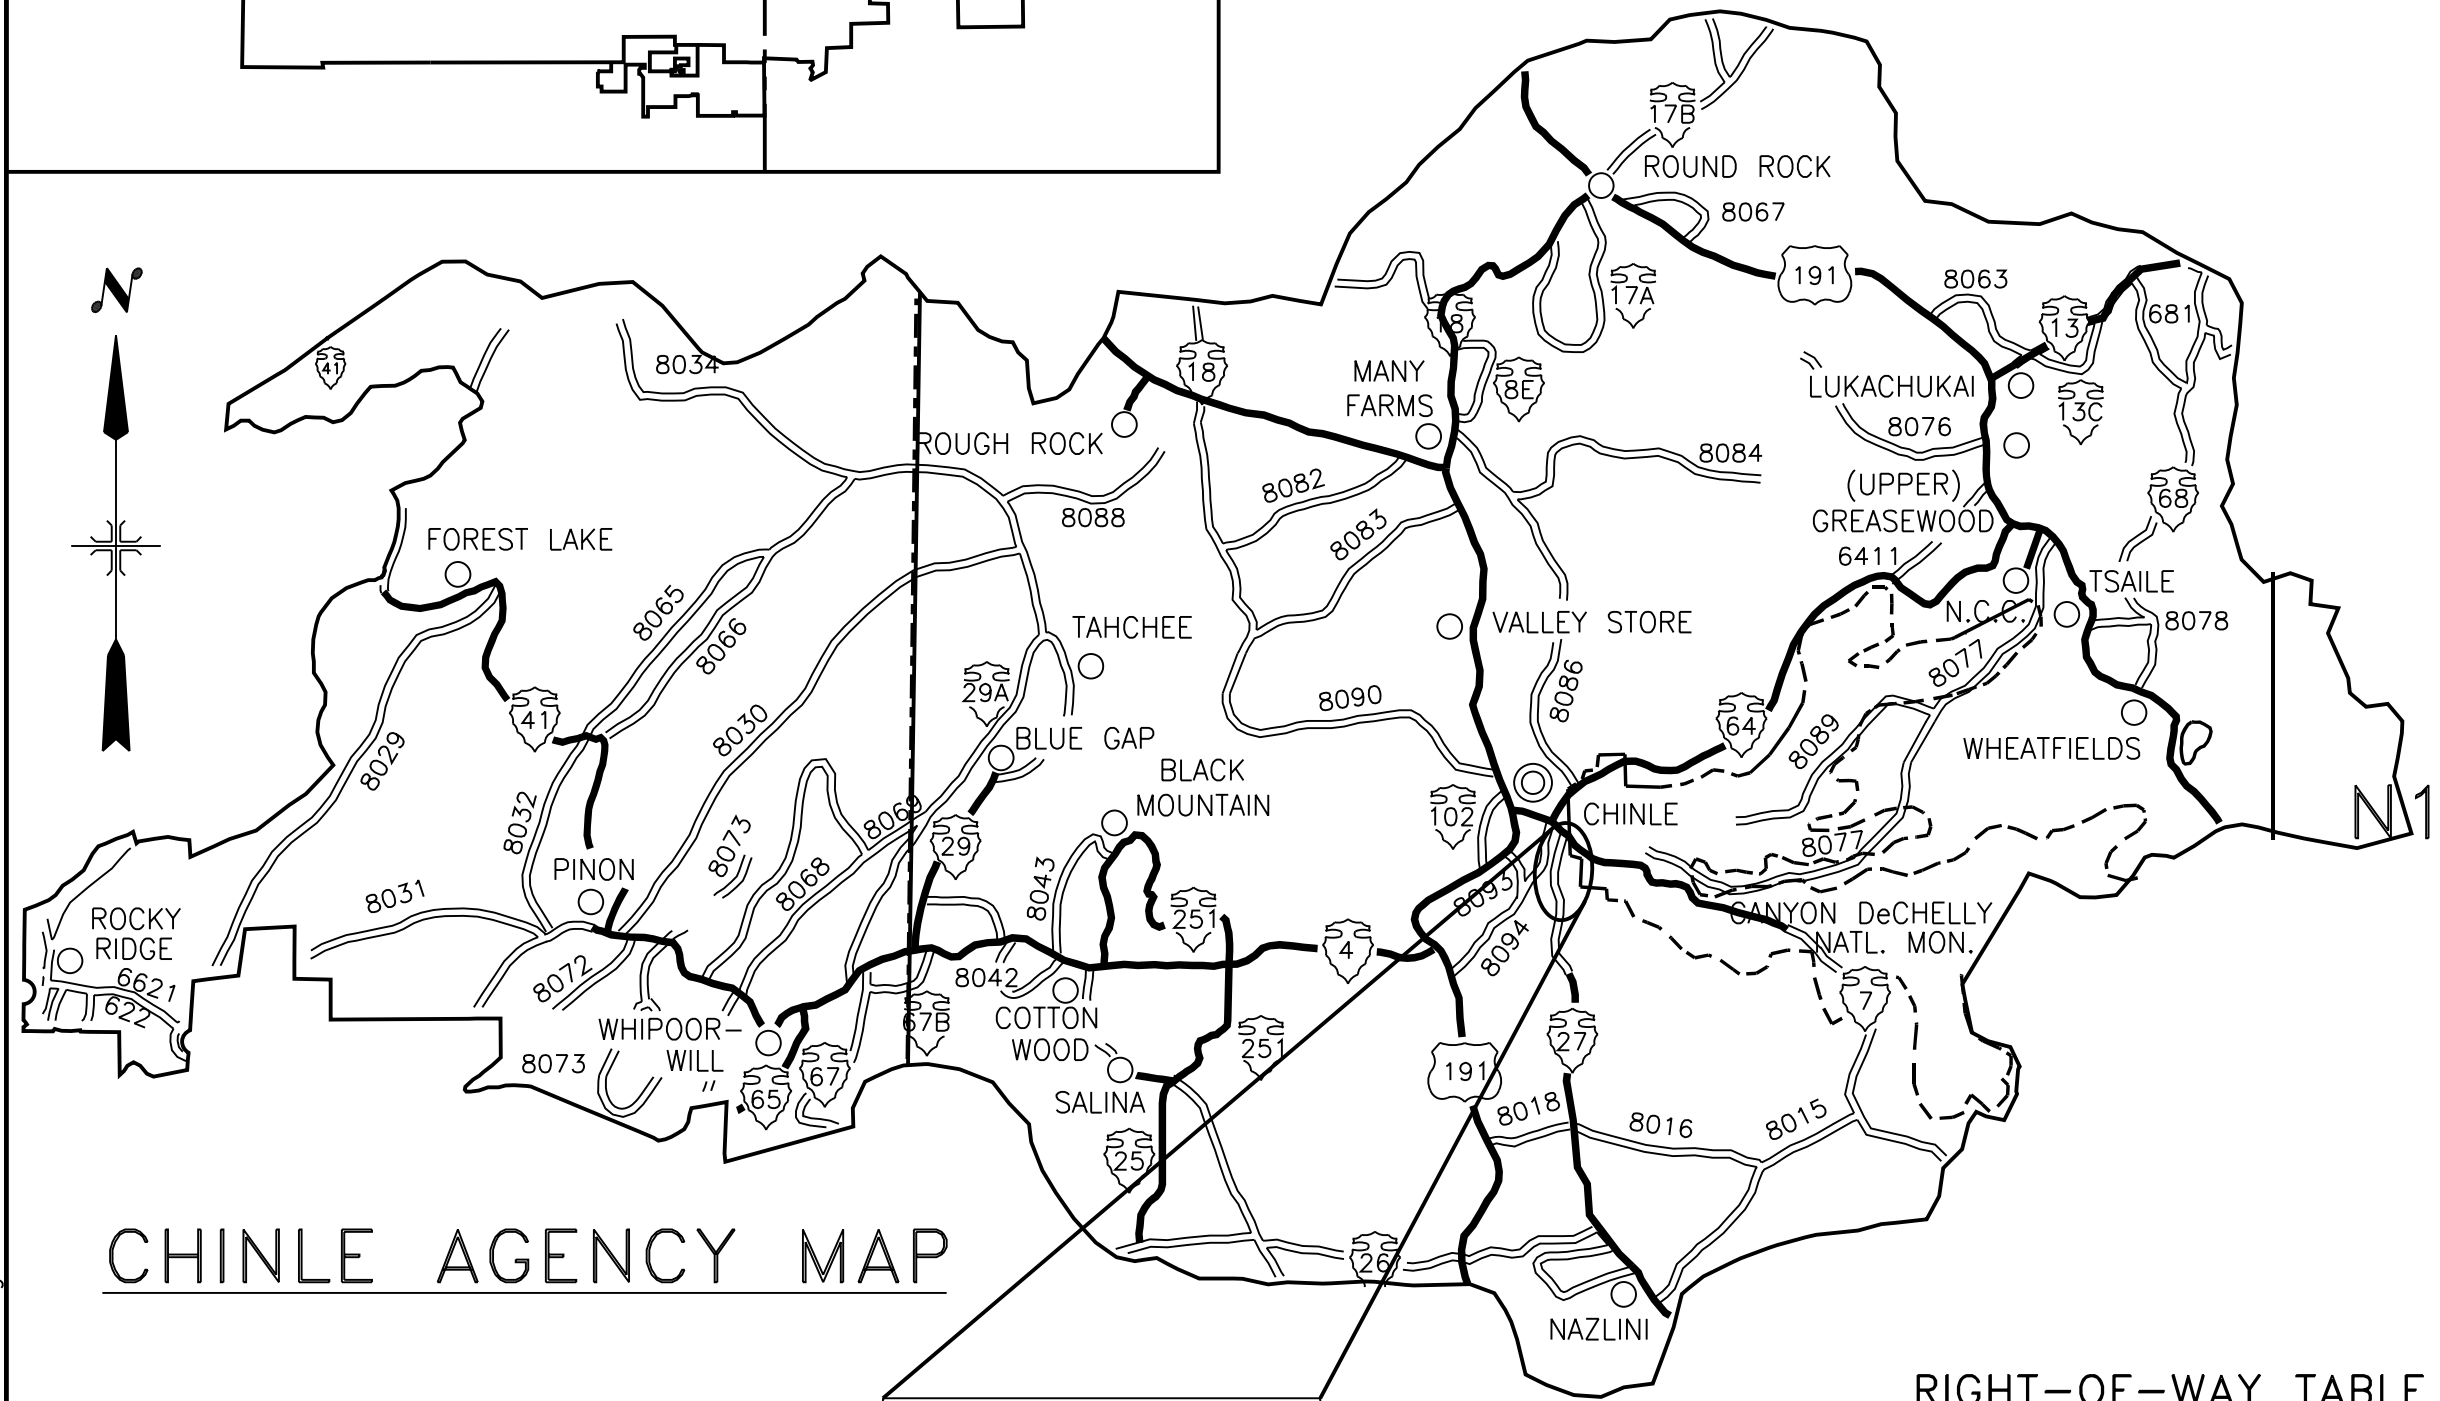 17B
ROUND ROCK
8067
191
17A
8063
13
681
N
41
8034
18
18
MANY
FARMS
8E
LUKACHUKAI
13C
8076
ROUGH ROCK
8084
8082
8088
8083
(UPPER)
GREASEWOOD
68
6411
FOREST LAKE
TSAILE
N.C.C.
8078
8065
8066
TAHCHEE
VALLEY STORE
8077
29A
8090
8086
64
41
8030
8029
BLUE GAP
8089
WHEATFIELDS
BLACK
MOUNTAIN
102
CHINLE
N1
8032
8069
8073
29
8077
PINON
8068
8043
8093
8031
251
CANYON DeCHELLY
NATL. MON.
ROCKY
RIDGE
4
8094
8072
8042
6621
622
7
67B
COTTON
WOOD
WHIPOOR-
WILL
251
27
8073
67
191
65
SALINA
8018
8016
8015
25
CHINLE AGENCY MAP
26
NAZLINI
RIGHT-OF-WAY TABLE